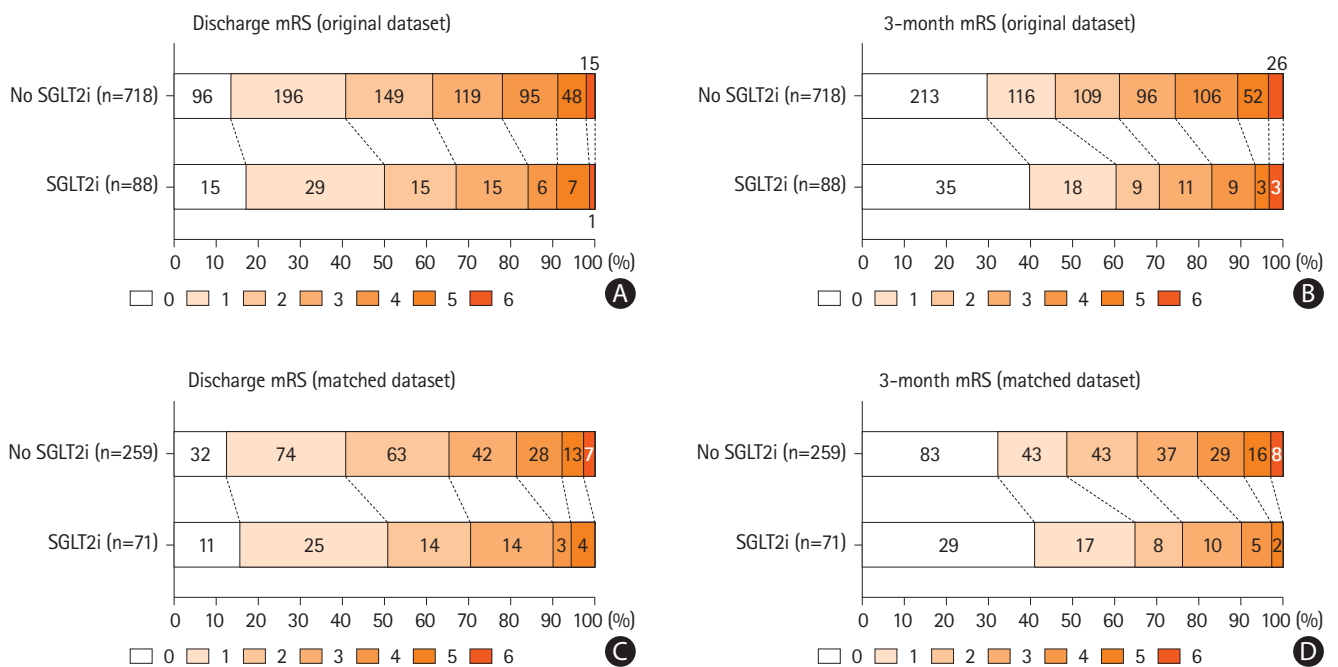 Discharge mRS (original dataset)
15
No SGLT2i (n=718) 96 196 149 119 95 48
SGLT2i (n=88) 15 29 15 15 6 7
1
0 10 20 30 40 50 60 70 80 90 100 (%)
0 1 2 3 4 5 6
A
3-month mRS (original dataset)
26
No SGLT2i (n=718) 213 116 109 96 106 52
SGLT2i (n=88) 35 18 9 11 9 3 3
0 10 20 30 40 50 60 70 80 90 100 (%)
0 1 2 3 4 5 6
B
Discharge mRS (matched dataset)
No SGLT2i (n=259) 32 74 63 42 28 13 7
SGLT2i (n=71) 11 25 14 14 3 4
0 10 20 30 40 50 60 70 80 90 100 (%)
0 1 2 3 4 5 6
C
3-month mRS (matched dataset)
No SGLT2i (n=259) 83 43 43 37 29 16 8
SGLT2i (n=71) 29 17 8 10 5 2
0 10 20 30 40 50 60 70 80 90 100 (%)
0 1 2 3 4 5 6
D